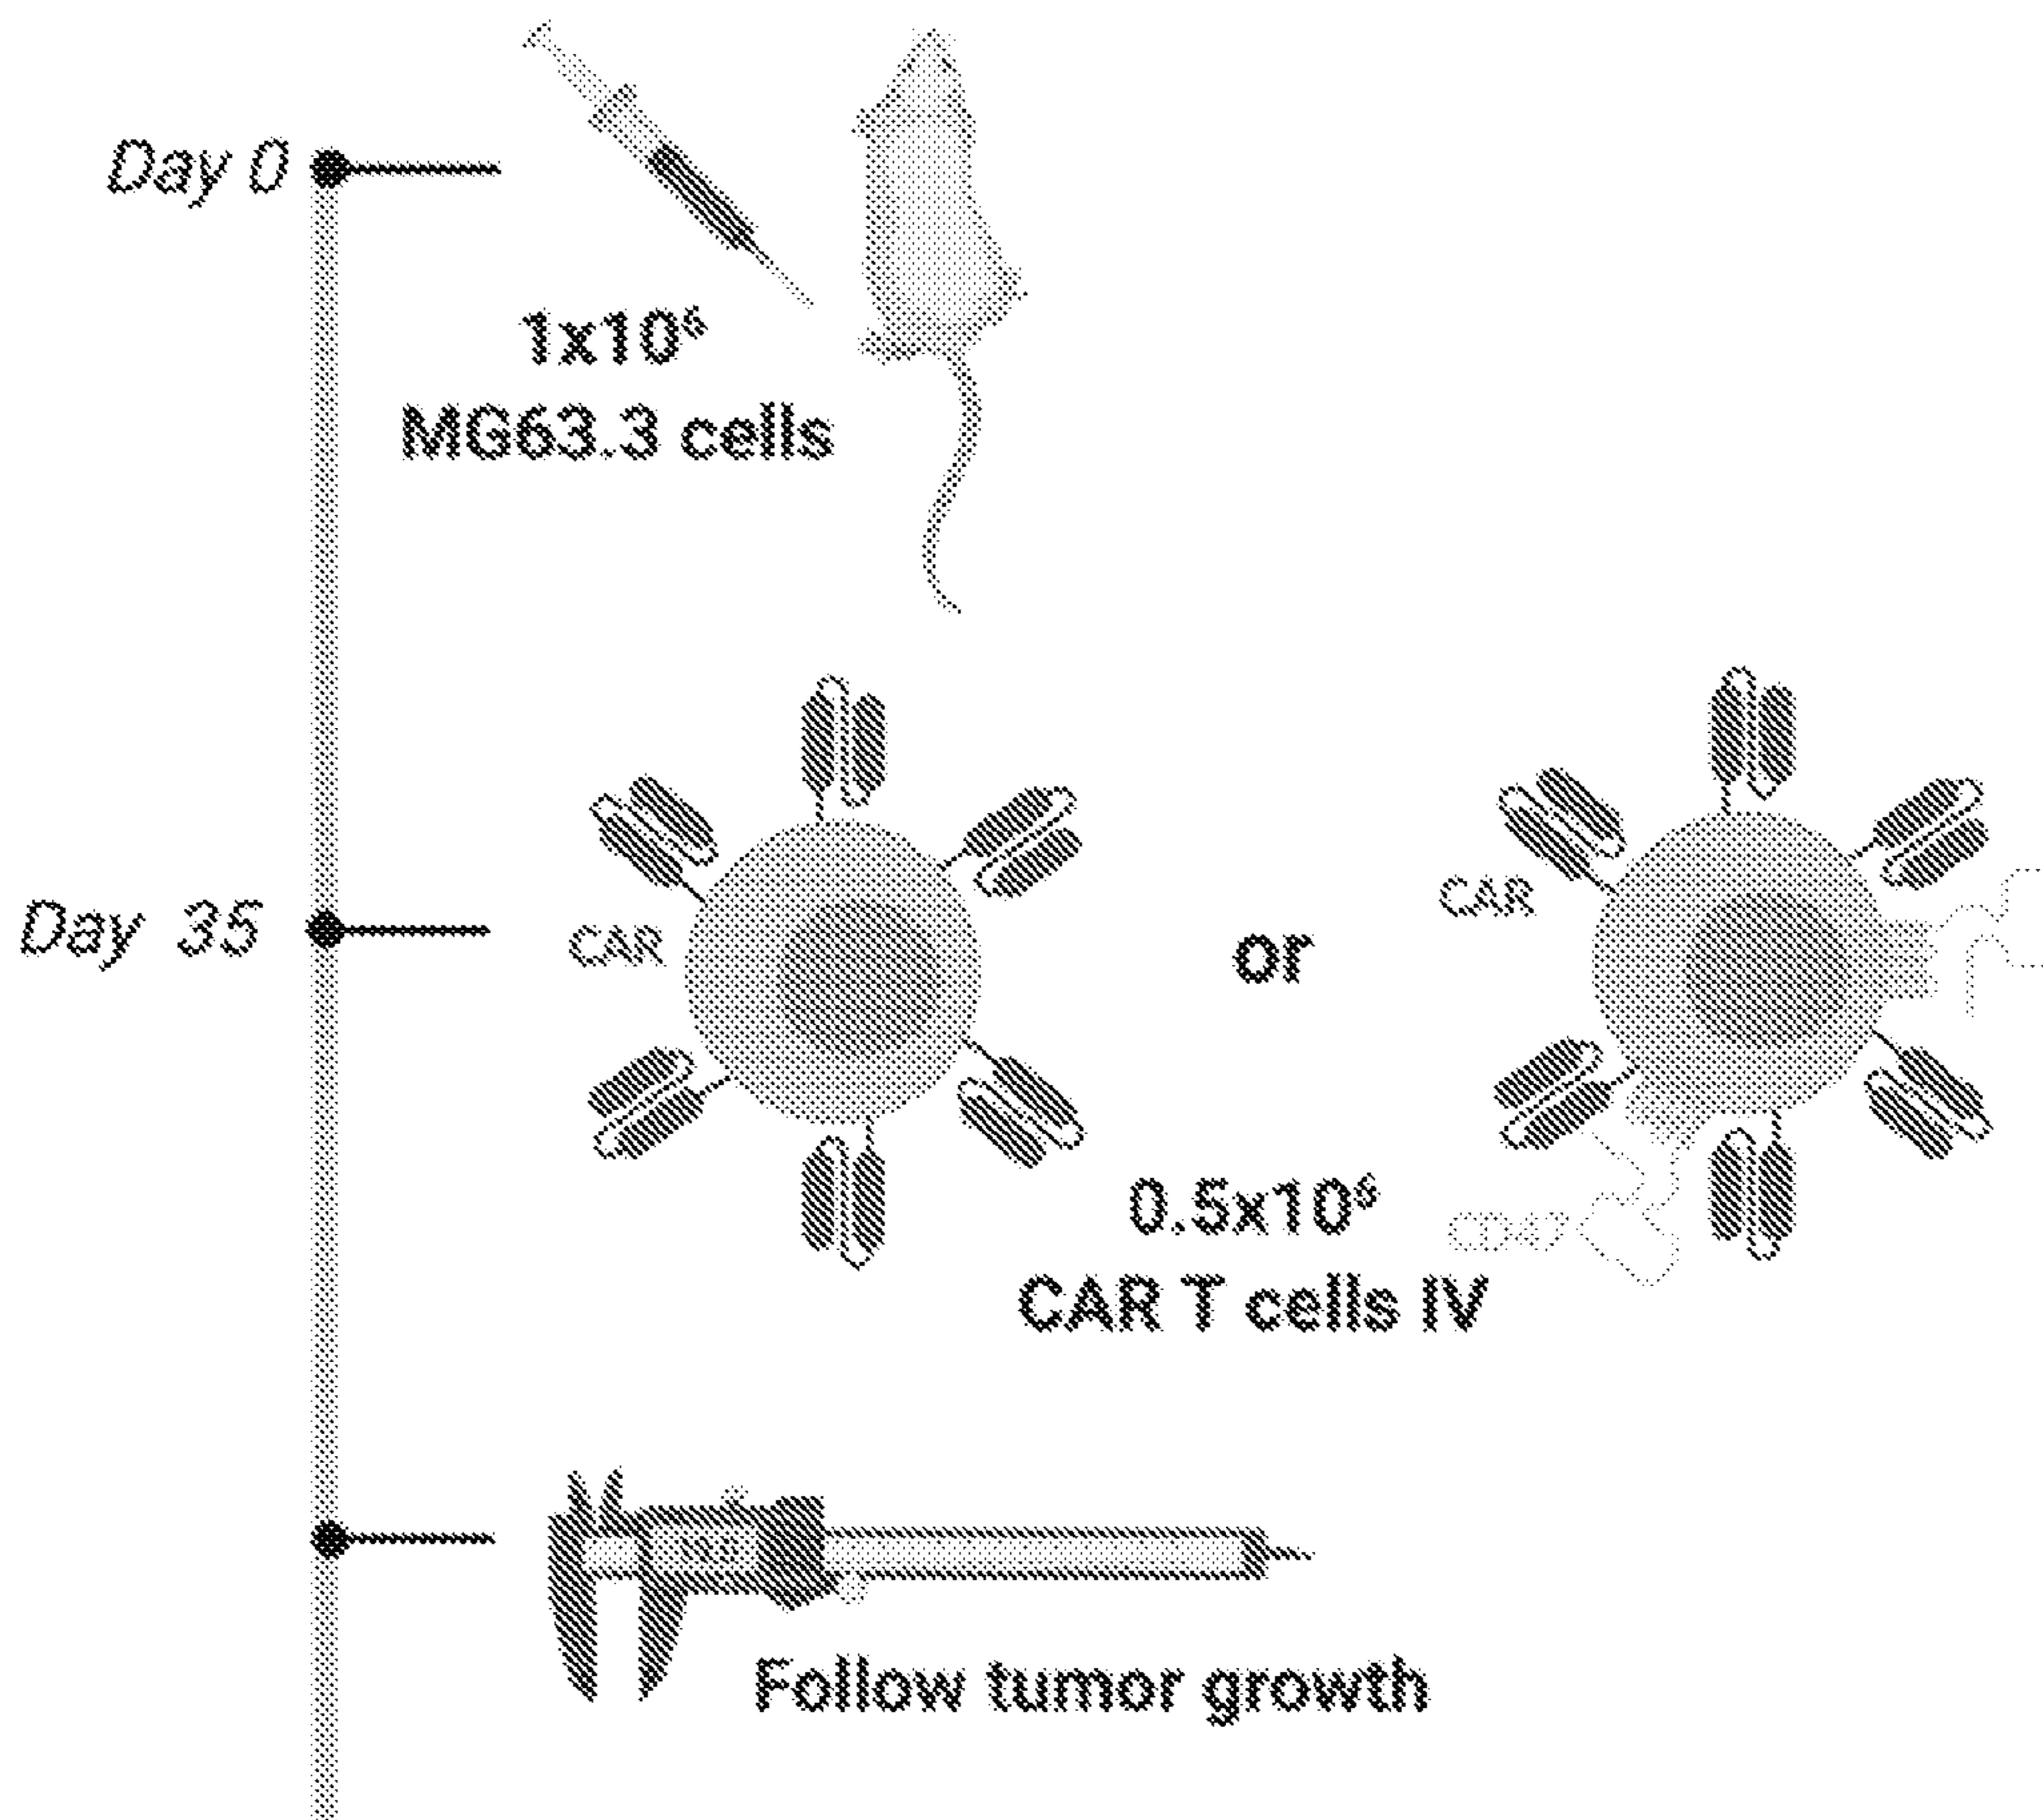 Day 0
1x10⁶
MG63.3 cells
Day 35
CAR
or
CAR
0.5x10⁶
CD47
CAR T cells IV
Follow tumor growth